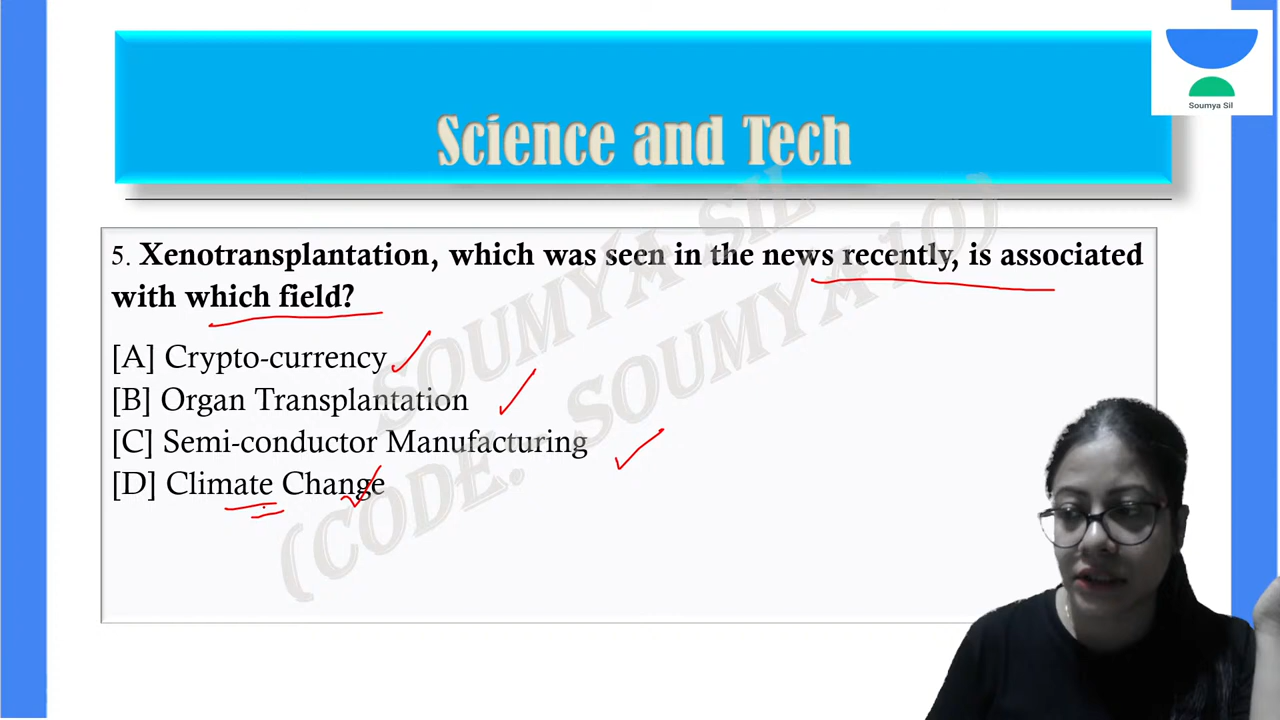 Soumya Sil
Science and Tech
5. Xenotransplantation, which was seen in the news recently, is associated
with which field?
[A] Crypto-currency
[B] Organ Transplantation
[C] Semi-conductor Manufacturing
[D] Climate Change
SOUMYA SIL
(CODE: SOUMYA10)